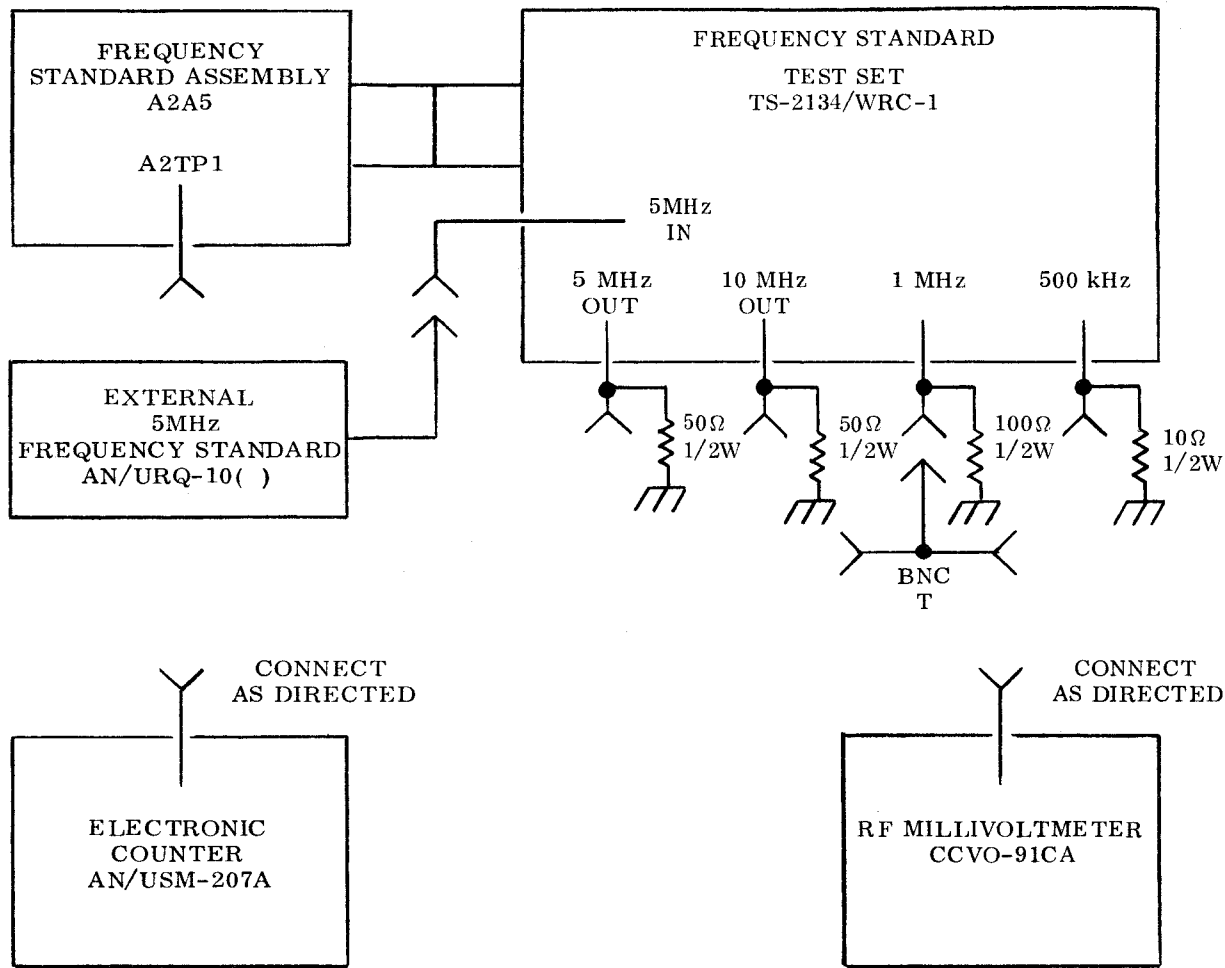 FREQUENCY
STANDARD ASSEMBLY
A2A5
A2TP1
FREQUENCY STANDARD
TEST SET
TS-2134/WRC-1
5MHz
IN
5 MHz
OUT
10 MHz
OUT
1 MHz
500 kHz
EXTERNAL
5MHz
FREQUENCY STANDARD
AN/URQ-10( )
50Ω
1/2W
50Ω
1/2W
100Ω
1/2W
10Ω
1/2W
BNC
T
CONNECT
AS DIRECTED
CONNECT
AS DIRECTED
ELECTRONIC
COUNTER
AN/USM-207A
RF MILLIVOLTMETER
CCVO-91CA